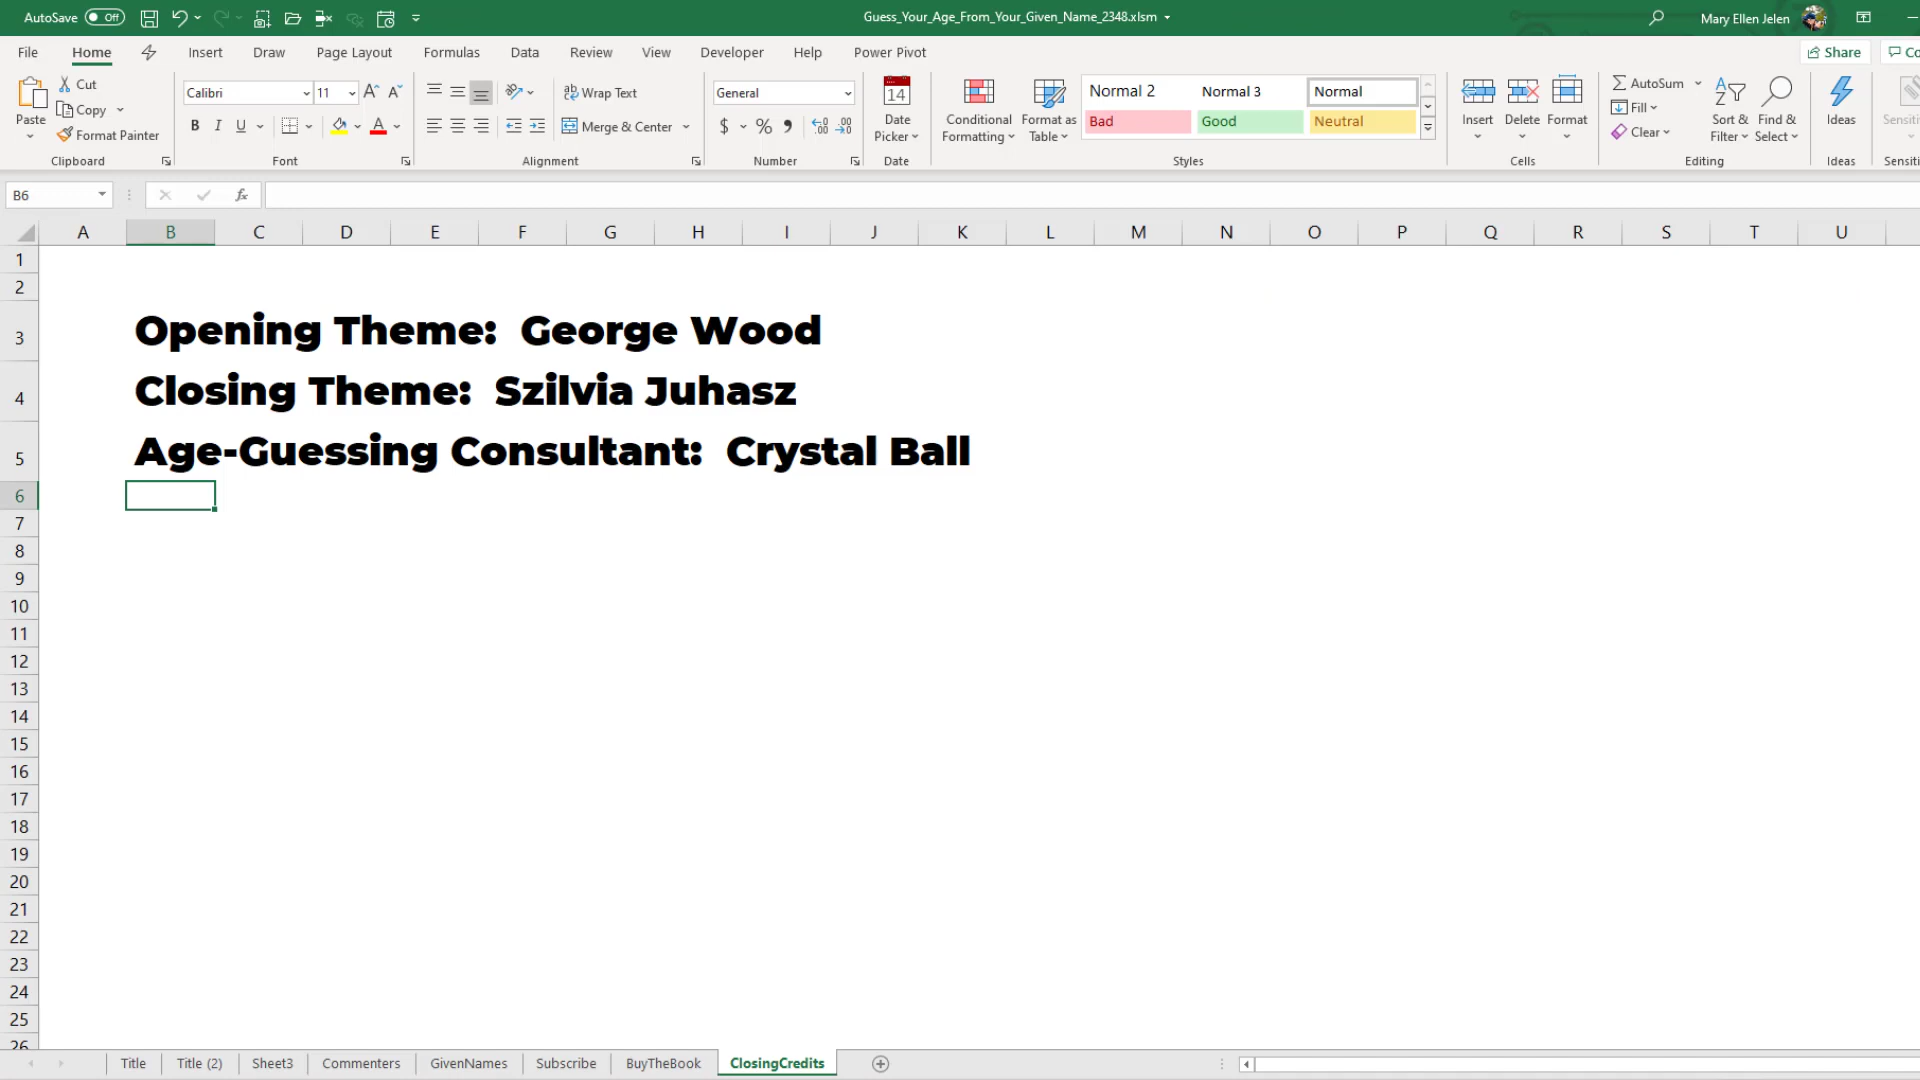 AutoSave Off Guess_Your_Age_From_Your_Given_Name_2348.xlsm Mary Ellen Jelen
File Home Insert Draw Page Layout Formulas Data Review View Developer Help Power Pivot Share
Paste Cut Copy Format Painter Clipboard
Calibri 11 B I U Font
Wrap Text Merge & Center Alignment
General $ % Number
14 Date Picker Date
Conditional Formatting Format as Table Normal 2 Normal 3 Normal Bad Good Neutral Styles
Insert Delete Format Cells
AutoSum Fill Clear Sort & Filter Find & Select Editing
Ideas Ideas
B6 fx
A B C D E F G H I J K L M N O P Q R S T U
1
2
3 Opening Theme: George Wood
4 Closing Theme: Szilvia Juhasz
5 Age-Guessing Consultant: Crystal Ball
6
7
8
9
10
11
12
13
14
15
16
17
18
19
20
21
22
23
24
25
26
Title Title (2) Sheet3 Commenters GivenNames Subscribe BuyTheBook ClosingCredits